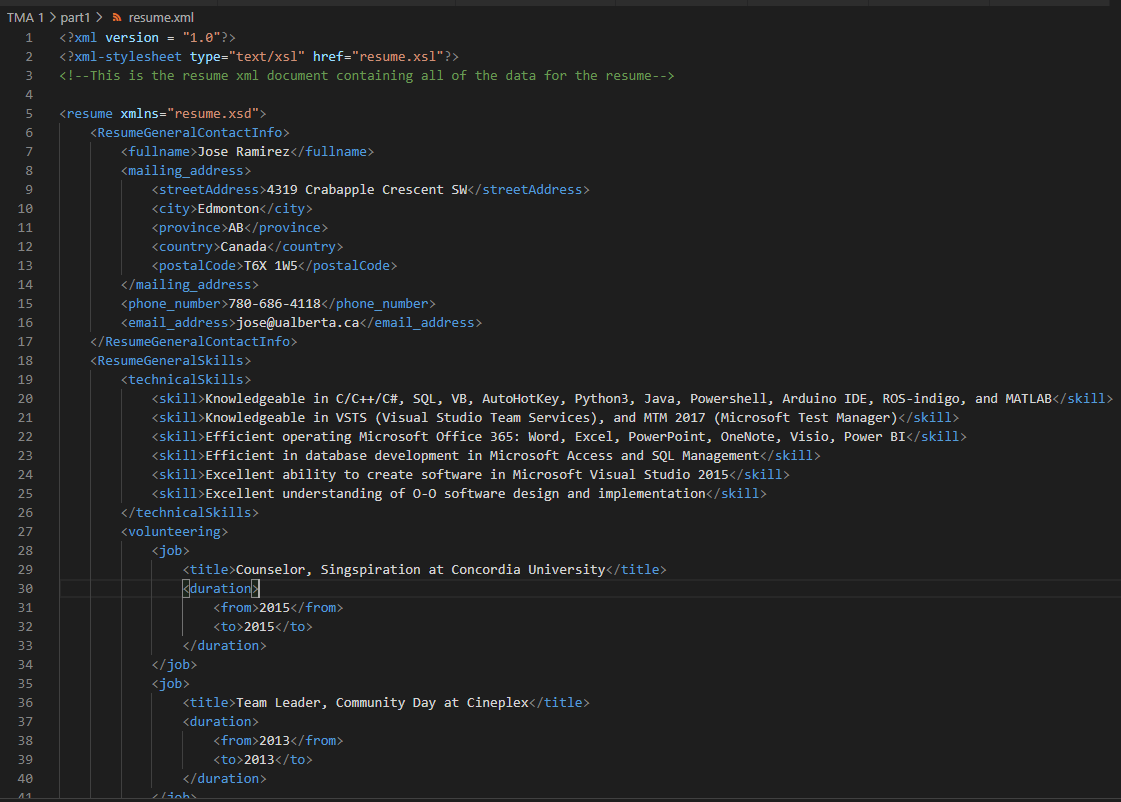 TMA 1 > part1 > resume.xml
1 <?xml version = "1.0"?>
2 <?xml-stylesheet type="text/xsl" href="resume.xsl"?>
3 <!--This is the resume xml document containing all of the data for the resume-->
4
5 <resume xmlns="resume.xsd">
6 <ResumeGeneralContactInfo>
7 <fullname>Jose Ramirez</fullname>
8 <mailing_address>
9 <streetAddress>4319 Crabapple Crescent SW</streetAddress>
10 <city>Edmonton</city>
11 <province>AB</province>
12 <country>Canada</country>
13 <postalCode>T6X 1W5</postalCode>
14 </mailing_address>
15 <phone_number>780-686-4118</phone_number>
16 <email_address>jose@ualberta.ca</email_address>
17 </ResumeGeneralContactInfo>
18 <ResumeGeneralSkills>
19 <technicalSkills>
20 <skill>Knowledgeable in C/C++/C#, SQL, VB, AutoHotKey, Python3, Java, Powershell, Arduino IDE, ROS-indigo, and MATLAB</skill>
21 <skill>Knowledgeable in VSTS (Visual Studio Team Services), and MTM 2017 (Microsoft Test Manager)</skill>
22 <skill>Efficient operating Microsoft Office 365: Word, Excel, PowerPoint, OneNote, Visio, Power BI</skill>
23 <skill>Efficient in database development in Microsoft Access and SQL Management</skill>
24 <skill>Excellent ability to create software in Microsoft Visual Studio 2015</skill>
25 <skill>Excellent understanding of O-O software design and implementation</skill>
26 </technicalSkills>
27 <volunteering>
28 <job>
29 <title>Counselor, Singspiration at Concordia University</title>
30 <duration>
31 <from>2015</from>
32 <to>2015</to>
33 </duration>
34 </job>
35 <job>
36 <title>Team Leader, Community Day at Cineplex</title>
37 <duration>
38 <from>2013</from>
39 <to>2013</to>
40 </duration>
41 </job>